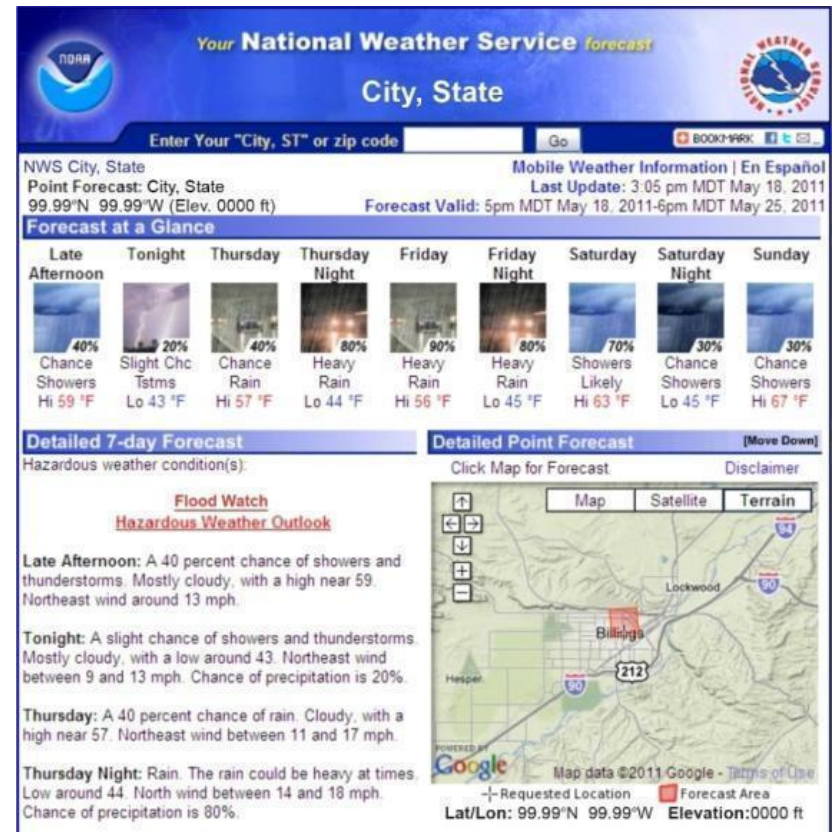 NOAA
Your National Weather Service forecast
City, State
NATIONAL WEATHER SERVICE
Enter Your "City, ST" or zip code
Go
BOOKMARK
NWS City, State
Mobile Weather Information | En Español
Point Forecast: City, State
Last Update: 3:05 pm MDT May 18, 2011
99.99°N 99.99°W (Elev. 0000 ft)
Forecast Valid: 5pm MDT May 18, 2011-6pm MDT May 25, 2011
Forecast at a Glance
Late Afternoon
40%
Chance Showers
Hi 59 °F
Tonight
20%
Slight Chc Tstms
Lo 43 °F
Thursday
40%
Chance Rain
Hi 57 °F
Thursday Night
80%
Heavy Rain
Lo 44 °F
Friday
90%
Heavy Rain
Hi 56 °F
Friday Night
80%
Heavy Rain
Lo 45 °F
Saturday
70%
Showers Likely
Hi 63 °F
Saturday Night
30%
Chance Showers
Lo 45 °F
Sunday
30%
Chance Showers
Hi 67 °F
Detailed 7-day Forecast
Hazardous weather condition(s):
Flood Watch
Hazardous Weather Outlook
Late Afternoon: A 40 percent chance of showers and
thunderstorms. Mostly cloudy, with a high near 59.
Northeast wind around 13 mph.
Tonight: A slight chance of showers and thunderstorms.
Mostly cloudy, with a low around 43. Northeast wind
between 9 and 13 mph. Chance of precipitation is 20%.
Thursday: A 40 percent chance of rain. Cloudy, with a
high near 57. Northeast wind between 11 and 17 mph.
Thursday Night: Rain. The rain could be heavy at times.
Low around 44. North wind between 14 and 18 mph.
Chance of precipitation is 80%.
Detailed Point Forecast
[Move Down]
Click Map for Forecast
Disclaimer
Map
Satellite
Terrain
94
Lockwood
90
Billings
212
Hesper
90
POWERED BY
Google
Map data ©2011 Google - Terms of Use
Requested Location
Forecast Area
Lat/Lon: 99.99°N 99.99°W Elevation:0000 ft